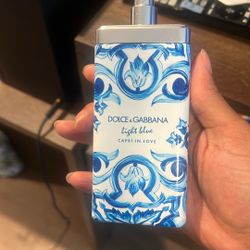 DOLCE & GABBANA
light blue
CAPRI IN LOVE